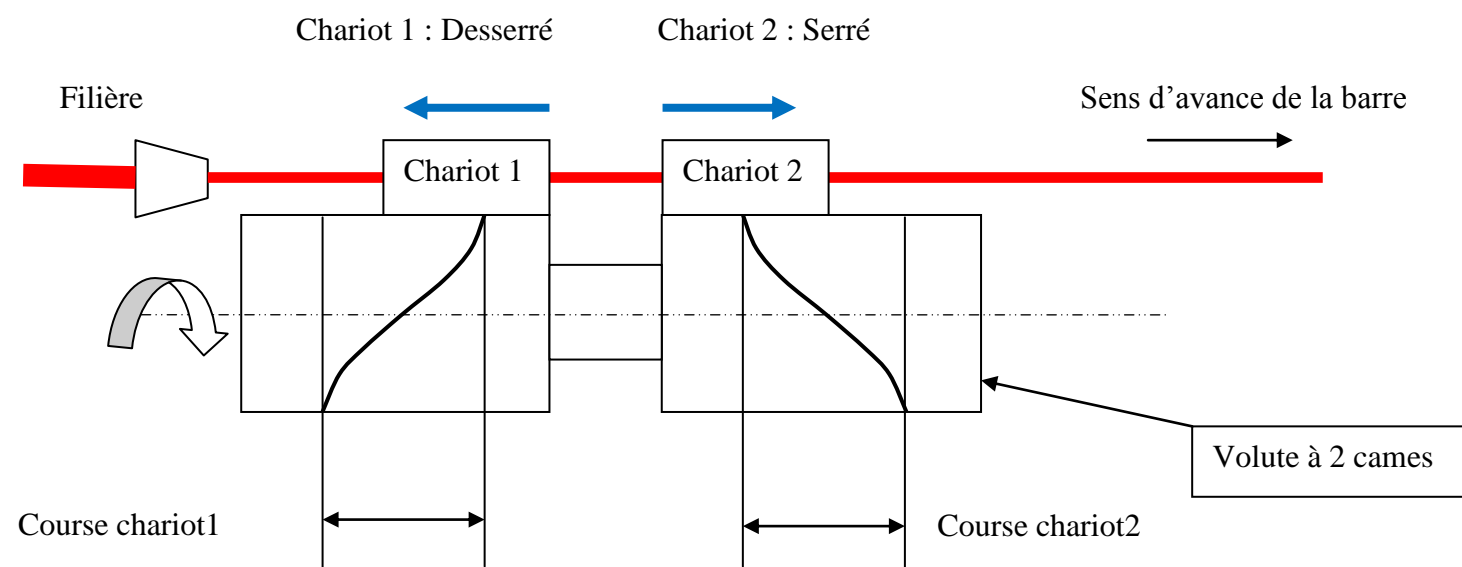 Chariot 1 : Desserré
Chariot 2 : Serré
Filière
Sens d’avance de la barre
Chariot 1
Chariot 2
Volute à 2 cames
Course chariot1
Course chariot2